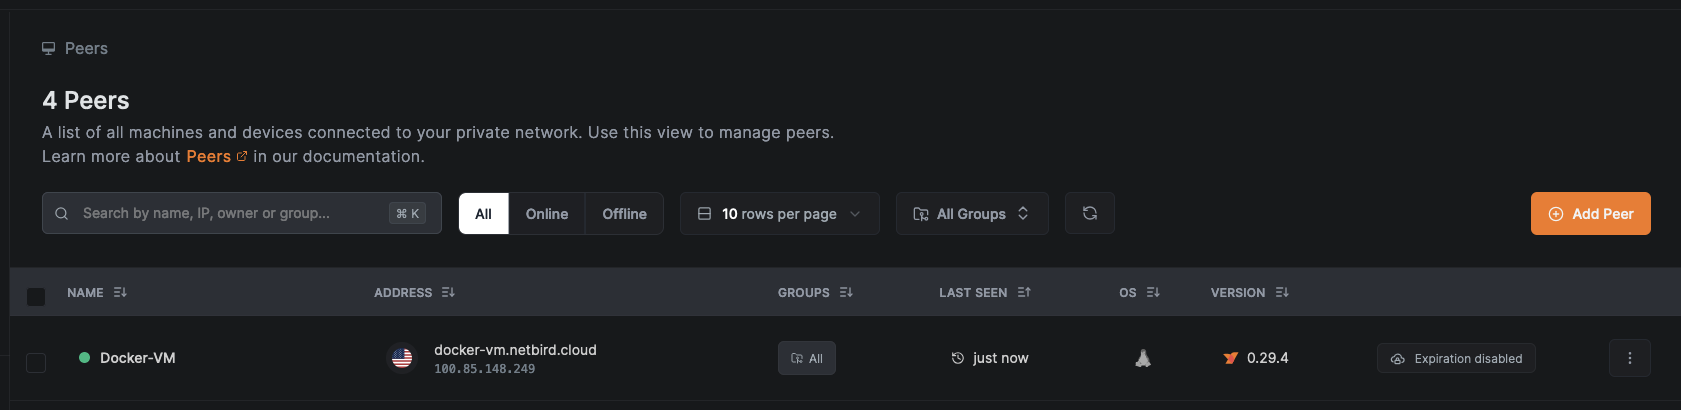 Peers
4 Peers
A list of all machines and devices connected to your private network. Use this view to manage peers.
Learn more about Peers in our documentation.
Search by name, IP, owner or group... ⌘ K All Online Offline 10 rows per page All Groups Add Peer
NAME ADDRESS GROUPS LAST SEEN OS VERSION
Docker-VM docker-vm.netbird.cloud All just now 0.29.4 Expiration disabled
100.85.148.249